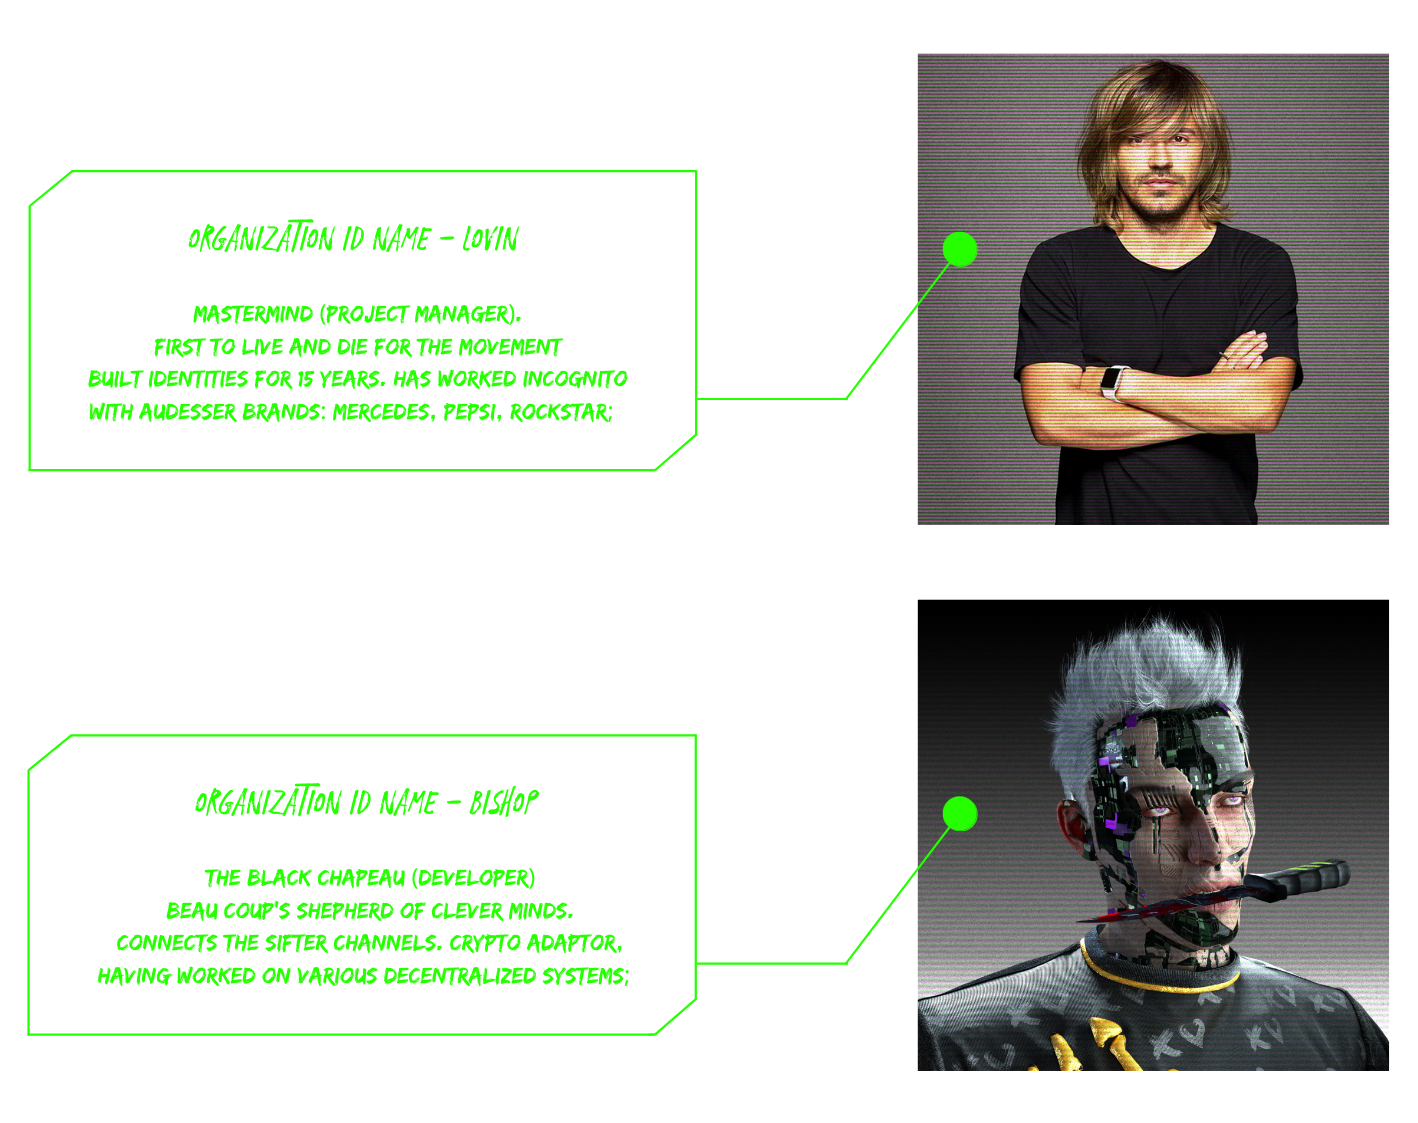 ORGANIZATION ID NAME – LOVIN
MASTERMIND (PROJECT MANAGER).
FIRST TO LIVE AND DIE FOR THE MOVEMENT
BUILT IDENTITIES FOR 15 YEARS. HAS WORKED INCOGNITO
WITH AUDESSER BRANDS: MERCEDES, PEPSI, ROCKSTAR;
ORGANIZATION ID NAME – BISHOP
THE BLACK CHAPEAU (DEVELOPER)
BEAU COUP'S SHEPHERD OF CLEVER MINDS.
CONNECTS THE SIFTER CHANNELS. CRYPTO ADAPTOR,
HAVING WORKED ON VARIOUS DECENTRALIZED SYSTEMS;